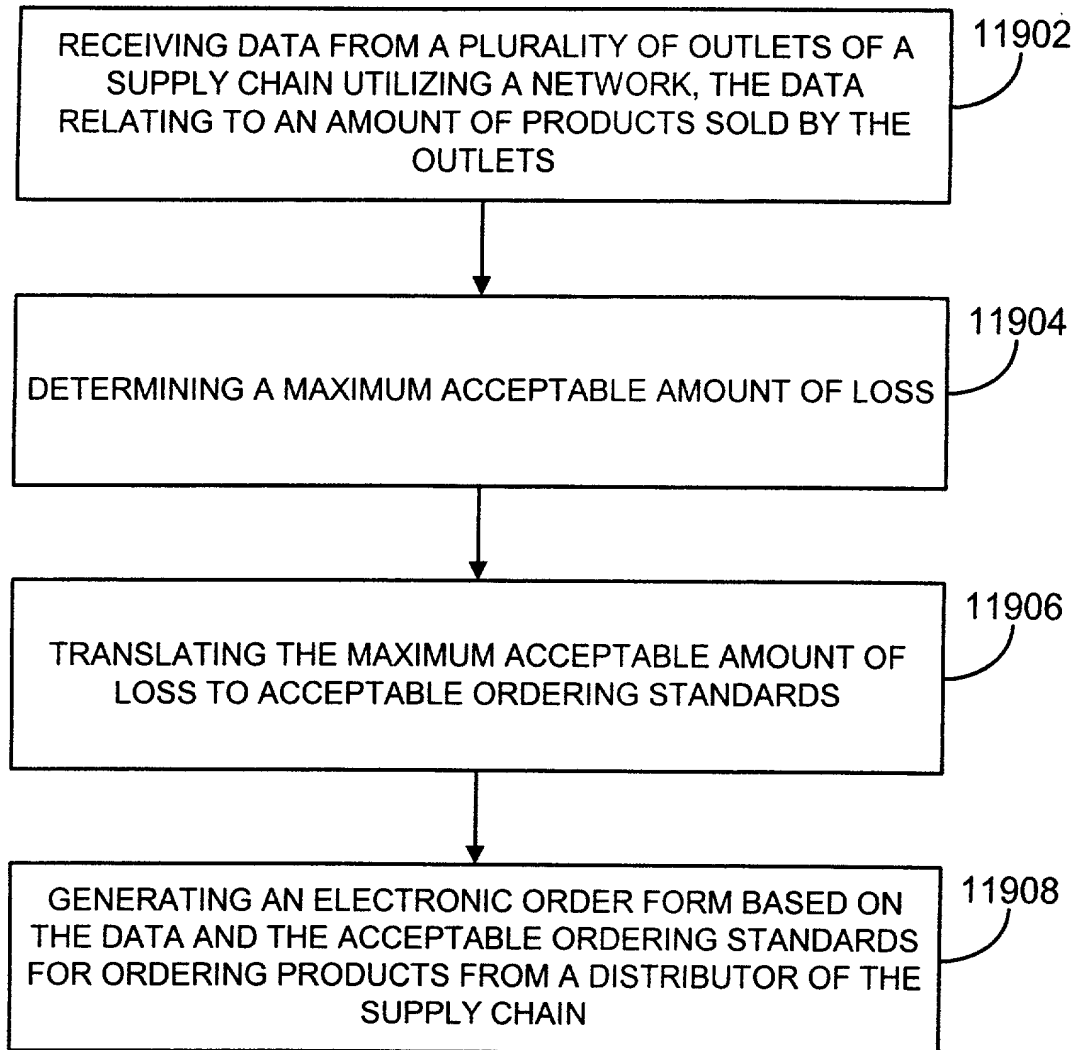 RECEIVING DATA FROM A PLURALITY OF OUTLETS OF A
SUPPLY CHAIN UTILIZING A NETWORK, THE DATA
RELATING TO AN AMOUNT OF PRODUCTS SOLD BY THE
OUTLETS
11902
DETERMINING A MAXIMUM ACCEPTABLE AMOUNT OF LOSS
11904
TRANSLATING THE MAXIMUM ACCEPTABLE AMOUNT OF
LOSS TO ACCEPTABLE ORDERING STANDARDS
11906
GENERATING AN ELECTRONIC ORDER FORM BASED ON
THE DATA AND THE ACCEPTABLE ORDERING STANDARDS
FOR ORDERING PRODUCTS FROM A DISTRIBUTOR OF THE
SUPPLY CHAIN
11908